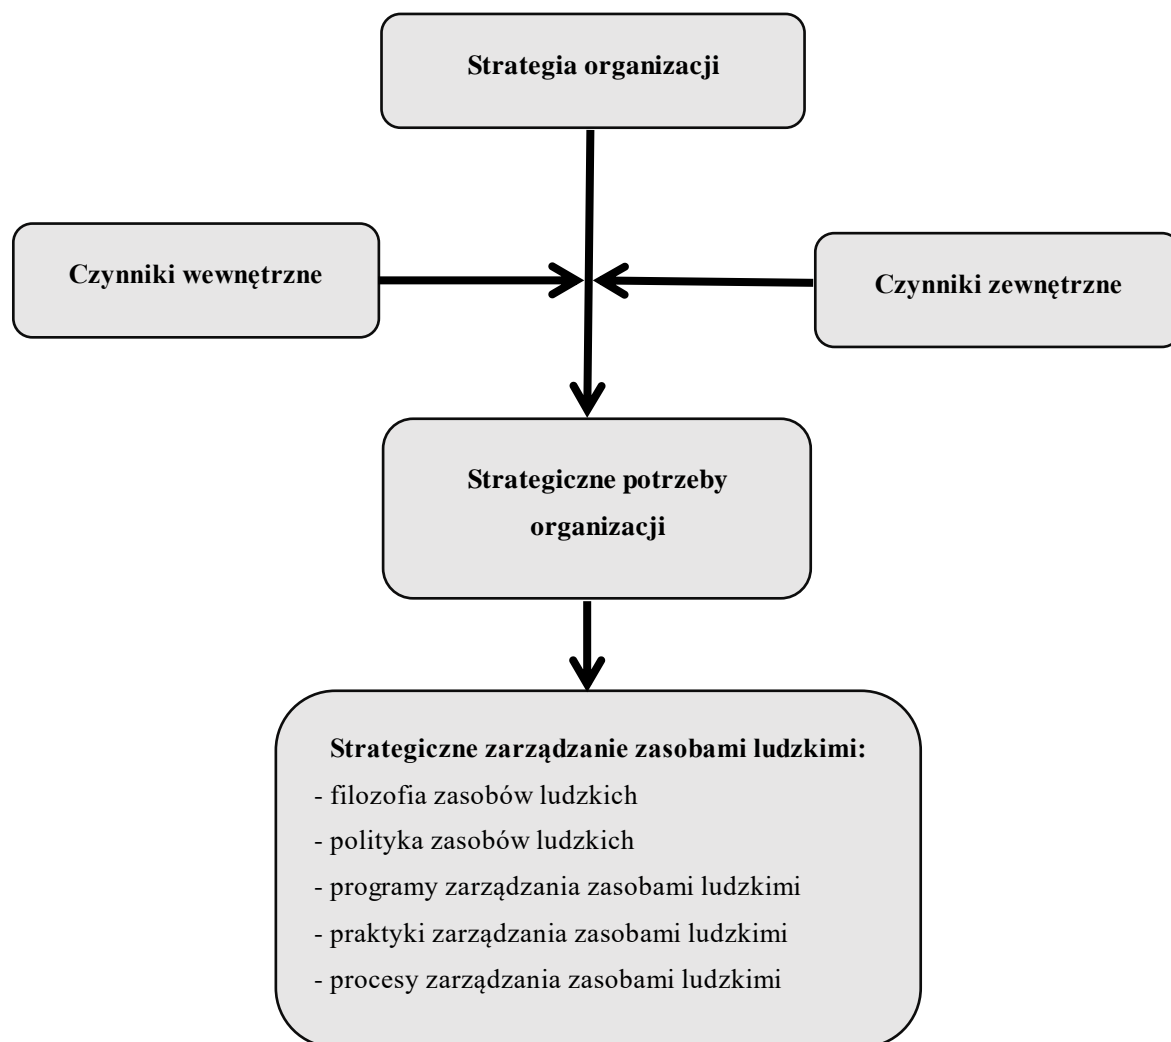 Strategia organizacji
Czynniki wewnętrzne
Czynniki zewnętrzne
Strategiczne potrzeby
organizacji
Strategiczne zarządzanie zasobami ludzkimi:
- filozofia zasobów ludzkich
- polityka zasobów ludzkich
- programy zarządzania zasobami ludzkimi
- praktyki zarządzania zasobami ludzkimi
- procesy zarządzania zasobami ludzkimi